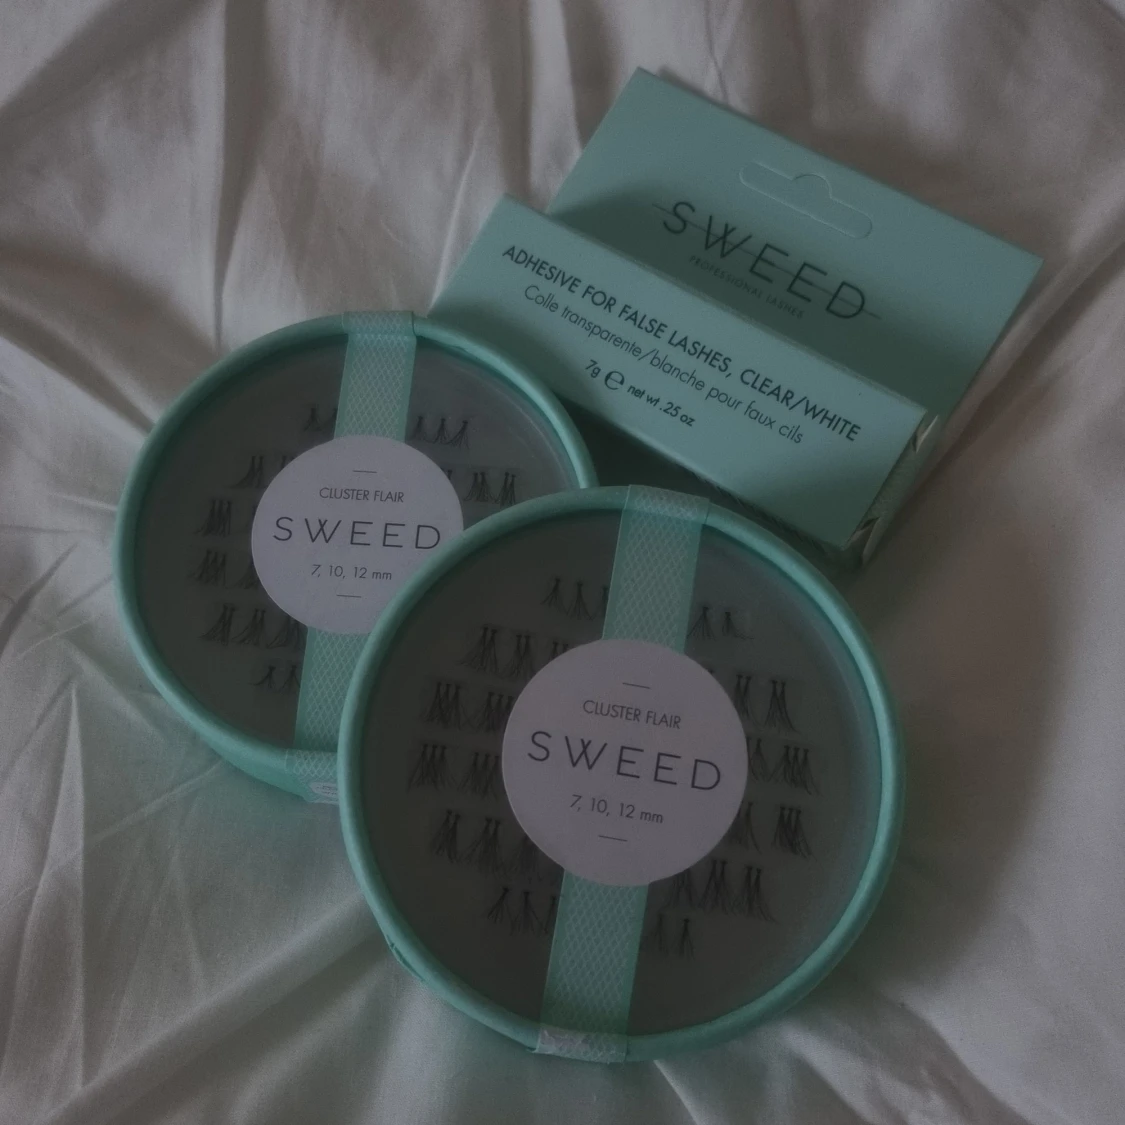 SWEED
PROFESSIONAL LASHES
ADHESIVE FOR FALSE LASHES, CLEAR/WHITE
Colle transparente/blanche pour faux cils
7g ℮ net wt .25 oz
CLUSTER FLAIR
SWEED
7, 10, 12 mm
CLUSTER FLAIR
SWEED
7, 10, 12 mm